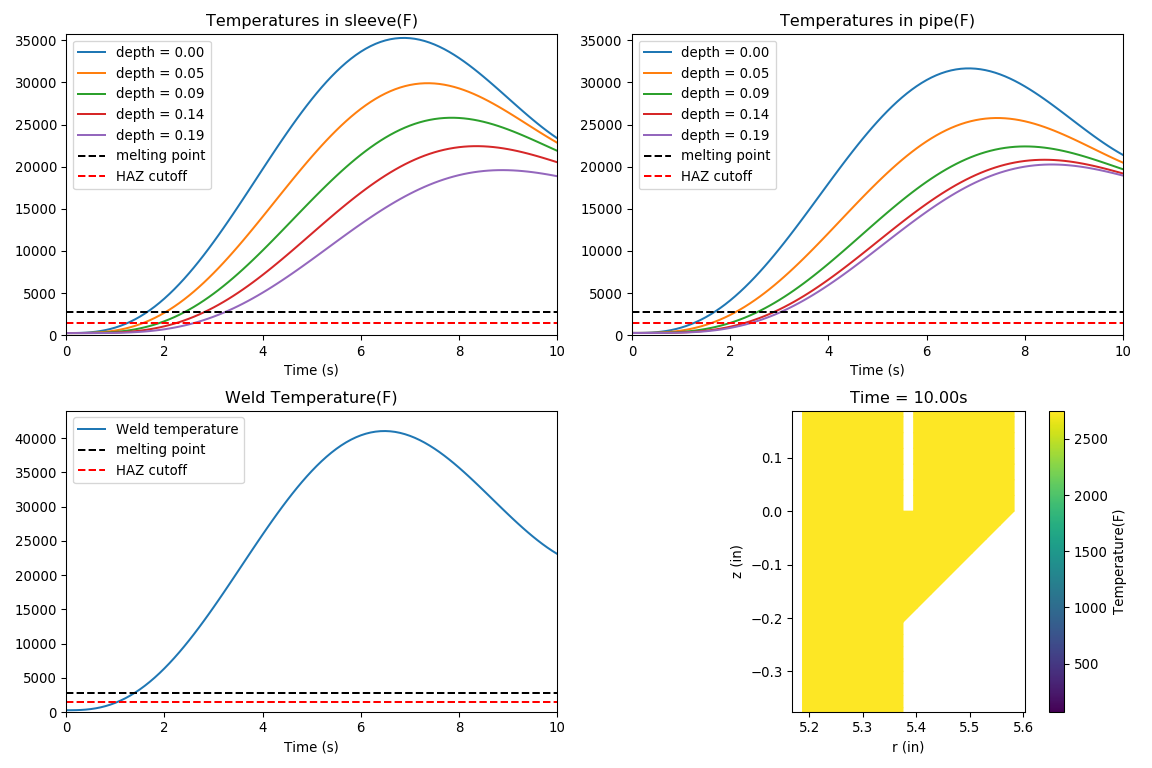 Temperatures in sleeve(F)
35000
30000
25000
20000
15000
10000
5000
0
depth = 0.00
depth = 0.05
depth = 0.09
depth = 0.14
depth = 0.19
melting point
HAZ cutoff
0 2 4 6 8 10
Time (s)
Temperatures in pipe(F)
35000
30000
25000
20000
15000
10000
5000
0
depth = 0.00
depth = 0.05
depth = 0.09
depth = 0.14
depth = 0.19
melting point
HAZ cutoff
0 2 4 6 8 10
Time (s)
Weld Temperature(F)
40000
35000
30000
25000
20000
15000
10000
5000
0
Weld temperature
melting point
HAZ cutoff
0 2 4 6 8 10
Time (s)
Time = 10.00s
z (in)
0.1
0.0
−0.1
−0.2
−0.3
5.2 5.3 5.4 5.5 5.6
r (in)
2500
2000
1500
1000
500
Temperature(F)